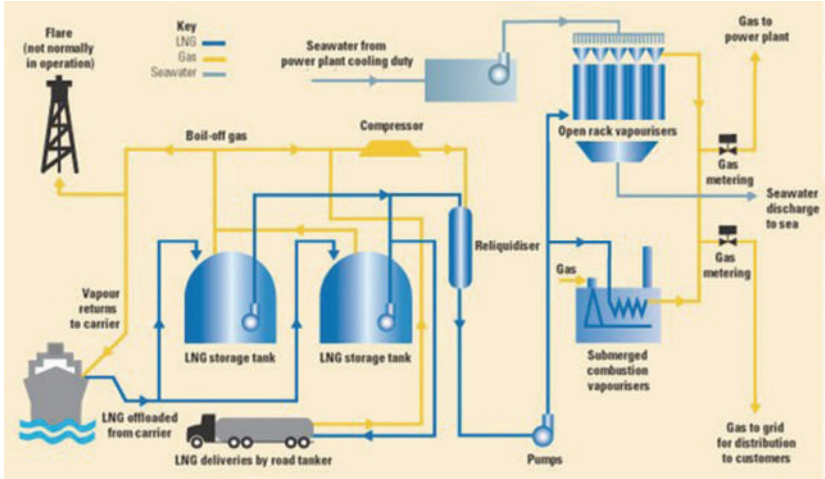 Flare
(not normally
in operation)
Key
LNG
Gas
Seawater
Seawater from
power plant cooling duty
Gas to
power plant
Boil-off gas
Compressor
Open rack vapourisers
Gas
metering
Seawater
discharge
to sea
Reliquidiser
Gas
Gas
metering
Vapour
returns
to carrier
LNG storage tank
LNG storage tank
Submerged
combustion
vapourisers
LNG offloaded
from carrier
LNG deliveries by road tanker
Pumps
Gas to grid
for distribution
to customers